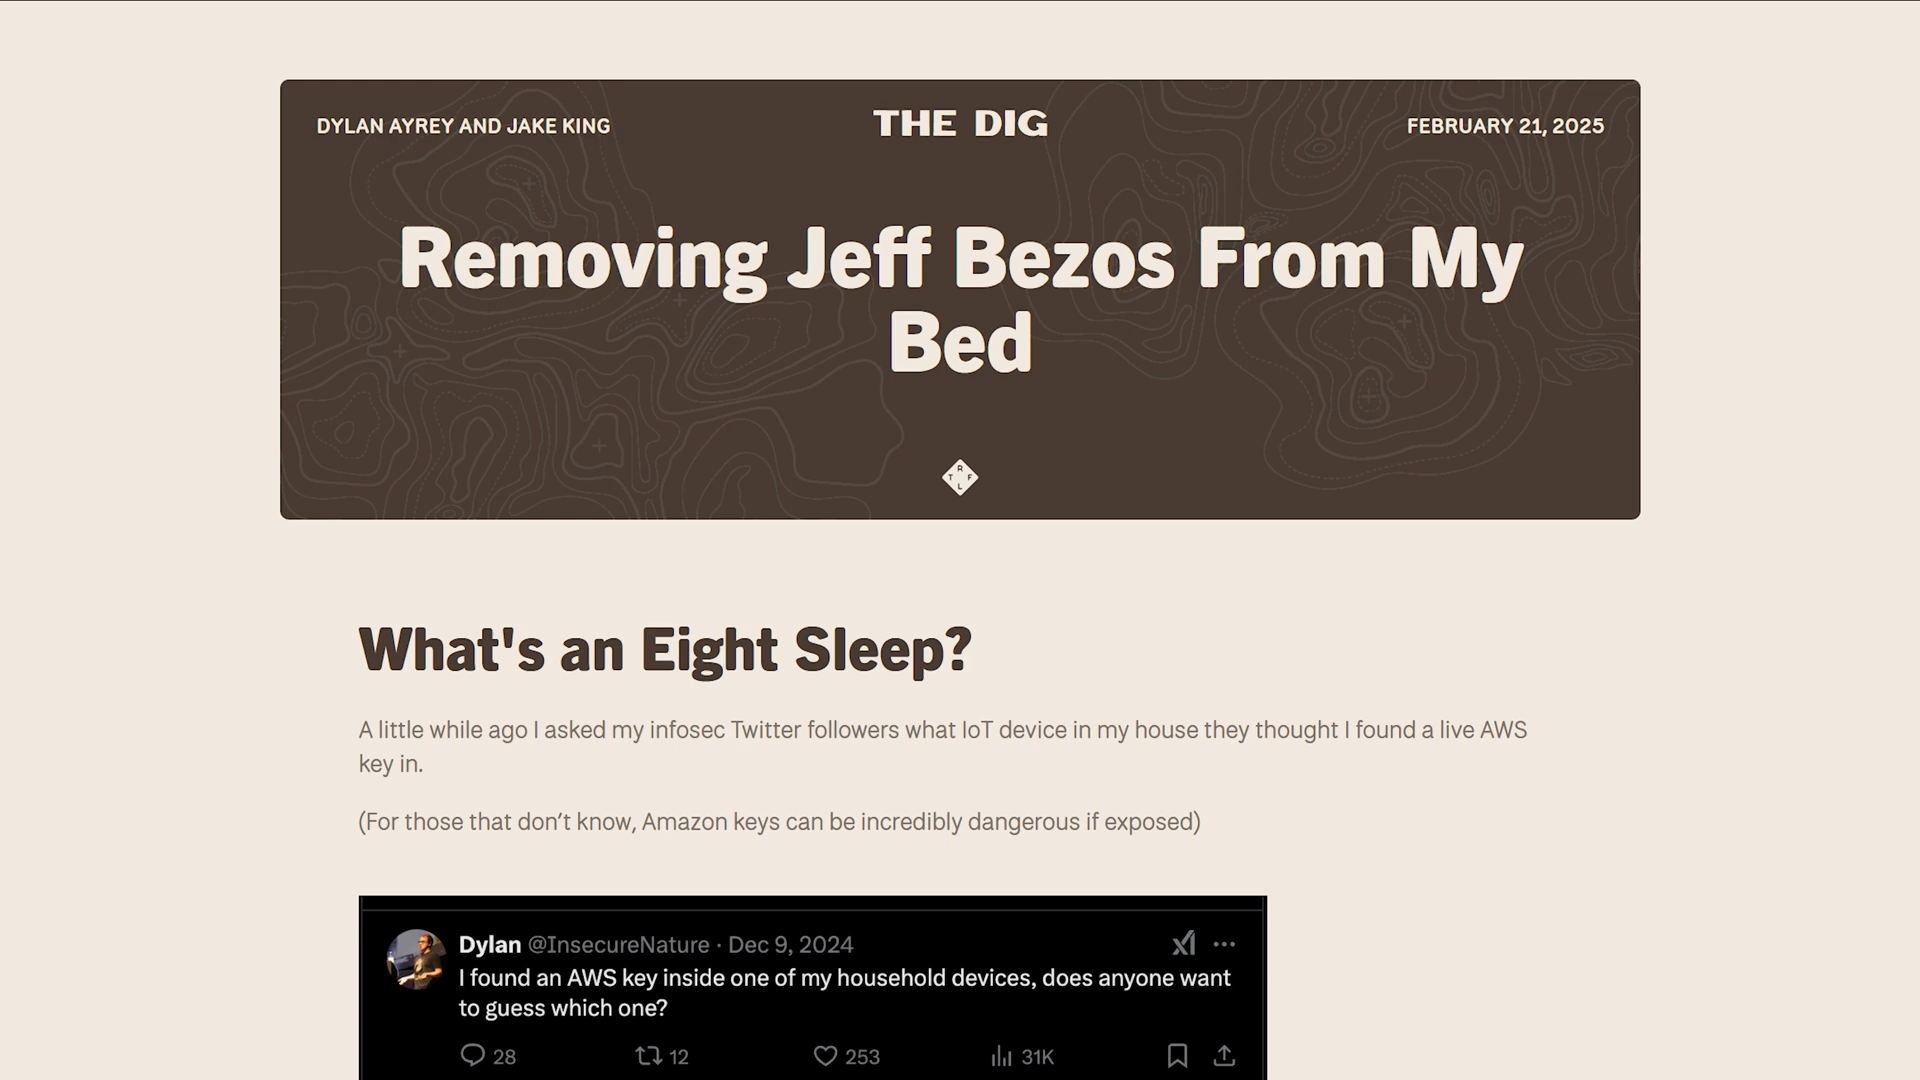 DYLAN AYREY AND JAKE KING
THE DIG
FEBRUARY 21, 2025
Removing Jeff Bezos From My
Bed
R
T F
L
What's an Eight Sleep?
A little while ago I asked my infosec Twitter followers what IoT device in my house they thought I found a live AWS
key in.
(For those that don’t know, Amazon keys can be incredibly dangerous if exposed)
Dylan @InsecureNature · Dec 9, 2024
I found an AWS key inside one of my household devices, does anyone want
to guess which one?
28
12
253
31K